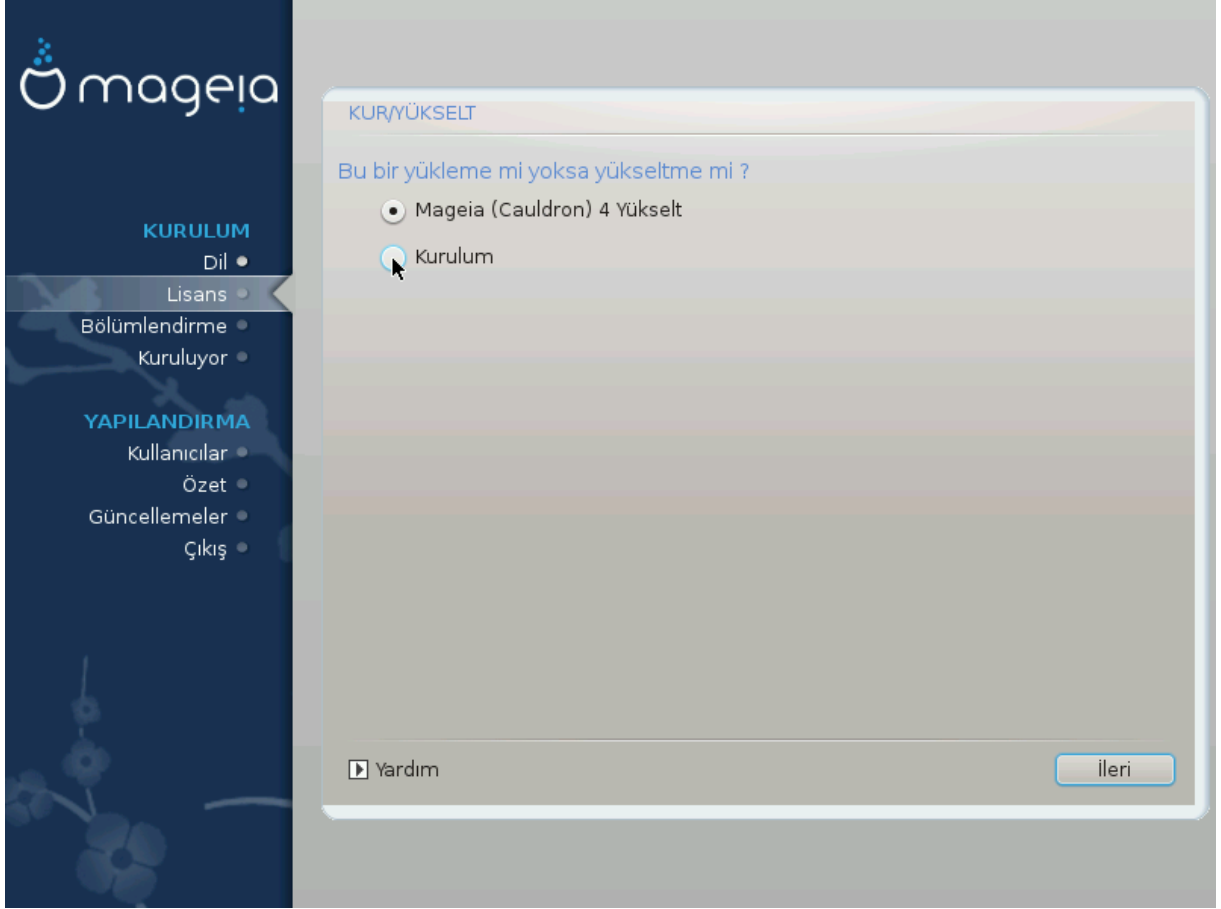 mageia
KURULUM
Dil
Lisans
Bölümlendirme
Kuruluyor
YAPILANDIRMA
Kullanıcılar
Özet
Güncellemeler
Çıkış
KUR/YÜKSELT
Bu bir yükleme mi yoksa yükseltme mi ?
Mageia (Cauldron) 4 Yükselt
Kurulum
Yardım
İleri